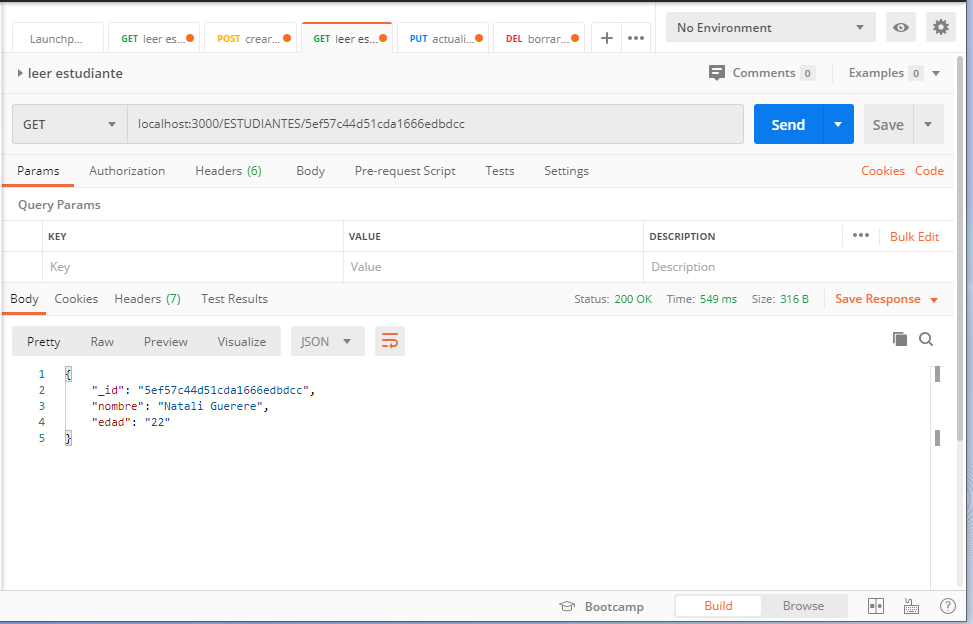 Launchp...
GET leer es...
POST crear...
GET leer es...
PUT actuali...
DEL borrar...
No Environment
leer estudiante
Comments 0
Examples 0
GET
localhost:3000/ESTUDIANTES/5ef57c44d51cda1666edbdcc
Send
Save
Params Authorization Headers (6) Body Pre-request Script Tests Settings
Cookies Code
Query Params
KEY VALUE DESCRIPTION
Bulk Edit
Key Value Description
Body Cookies Headers (7) Test Results
Status: 200 OK Time: 549 ms Size: 316 B
Save Response
Pretty Raw Preview Visualize JSON
1 {
2 "_id": "5ef57c44d51cda1666edbdcc",
3 "nombre": "Natali Guerere",
4 "edad": "22"
5 }
Bootcamp Build Browse